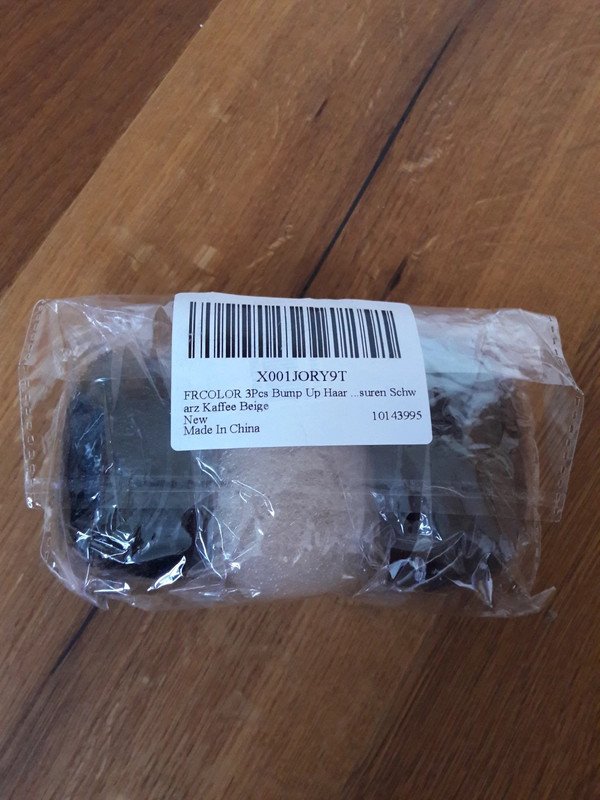 X001JORY9T
FRCOLOR 3Pcs Bump Up Haar ...suren Schw
arz Kaffee Beige
New 10143995
Made In China